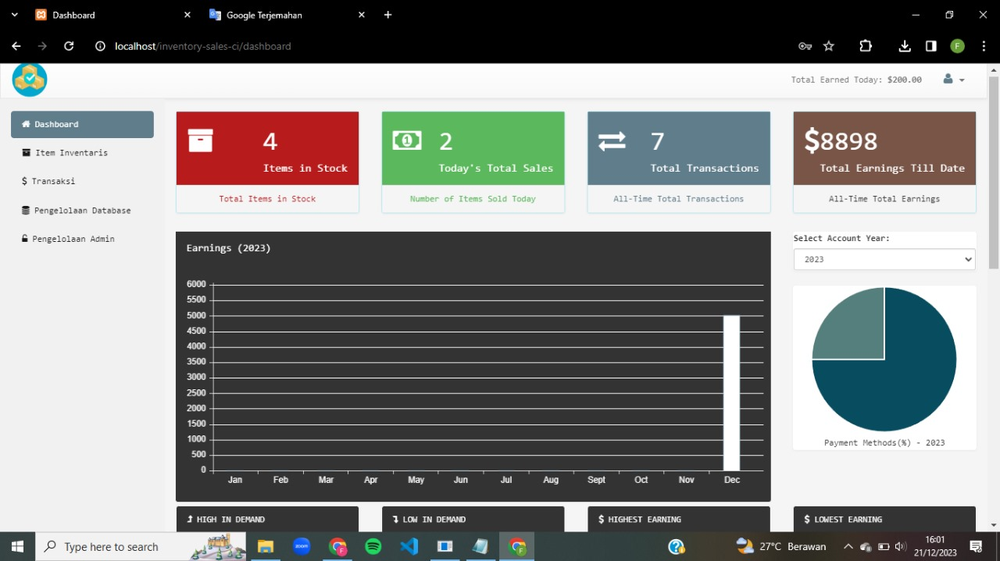 Dashboard
Google Terjemahan
localhost/inventory-sales-ci/dashboard
F
Total Earned Today: $200.00
Dashboard
Item Inventaris
$ Transaksi
Pengelolaan Database
Pengelolaan Admin
4
Items in Stock
Total Items in Stock
2
Today's Total Sales
Number of Items Sold Today
7
Total Transactions
All-Time Total Transactions
$8898
Total Earnings Till Date
All-Time Total Earnings
Earnings (2023)
6000
5500
5000
4500
4000
3500
3000
2500
2000
1500
1000
500
0
Jan Feb Mar Apr May Jun Jul Aug Sept Oct Nov Dec
Select Account Year:
2023
Payment Methods(%) - 2023
HIGH IN DEMAND
LOW IN DEMAND
$ HIGHEST EARNING
$ LOWEST EARNING
Type here to search
zoom
27°C Berawan
16:01
21/12/2023